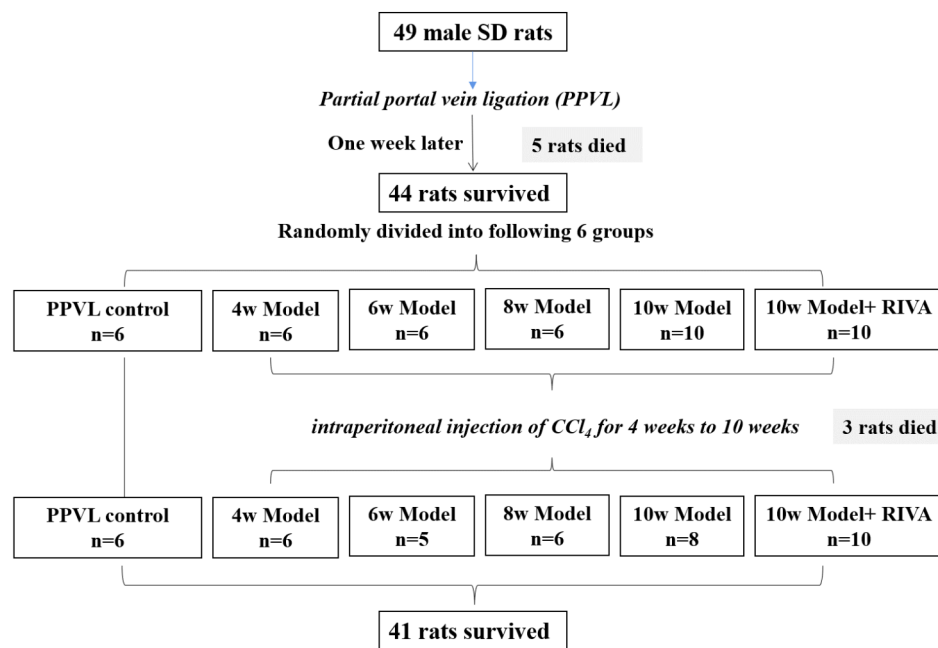 49 male SD rats
Partial portal vein ligation (PPVL)
One week later
5 rats died
44 rats survived
Randomly divided into following 6 groups
PPVL control
n=6
4w Model
n=6
6w Model
n=6
8w Model
n=6
10w Model
n=10
10w Model+ RIVA
n=10
intraperitoneal injection of CCl₄ for 4 weeks to 10 weeks
3 rats died
PPVL control
n=6
4w Model
n=6
6w Model
n=5
8w Model
n=6
10w Model
n=8
10w Model+ RIVA
n=10
41 rats survived